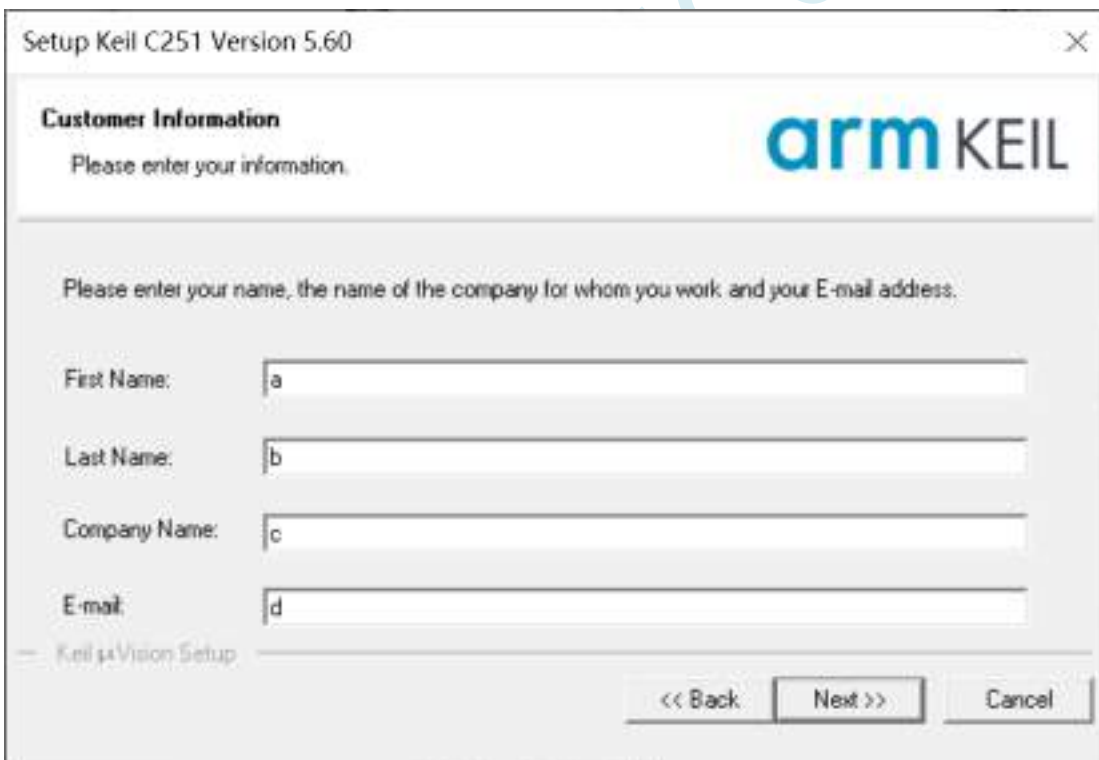 Setup Keil C251 Version 5.60
Customer Information
Please enter your information.
arm KEIL
Please enter your name, the name of the company for whom you work and your E-mail address.
First Name: a
Last Name: b
Company Name: c
E-mail: d
Keil µVision Setup
<< Back Next >> Cancel